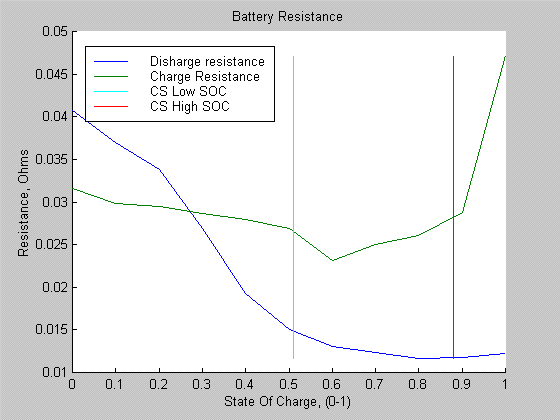 Battery Resistance
0.05
0.045
0.04
0.035
0.03
0.025
0.02
0.015
0.01
Resistance, Ohms
Disharge resistance
Charge Resistance
CS Low SOC
CS High SOC
0 0.1 0.2 0.3 0.4 0.5 0.6 0.7 0.8 0.9 1
State Of Charge, (0-1)